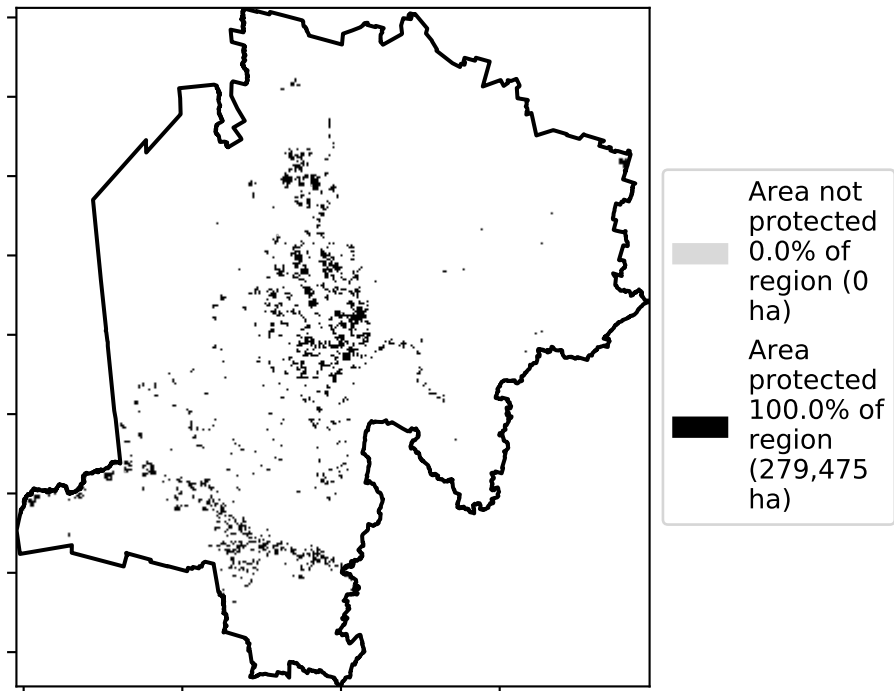 Area not
protected
0.0% of
region (0
ha)
Area
protected
100.0% of
region
(279,475
ha)